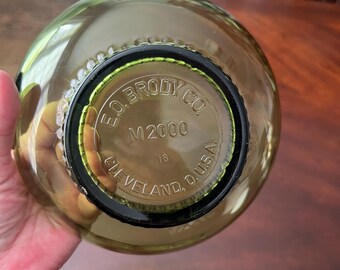 E.O. BRODY CO.
M2000
18
CLEVELAND, O. U.S.A.